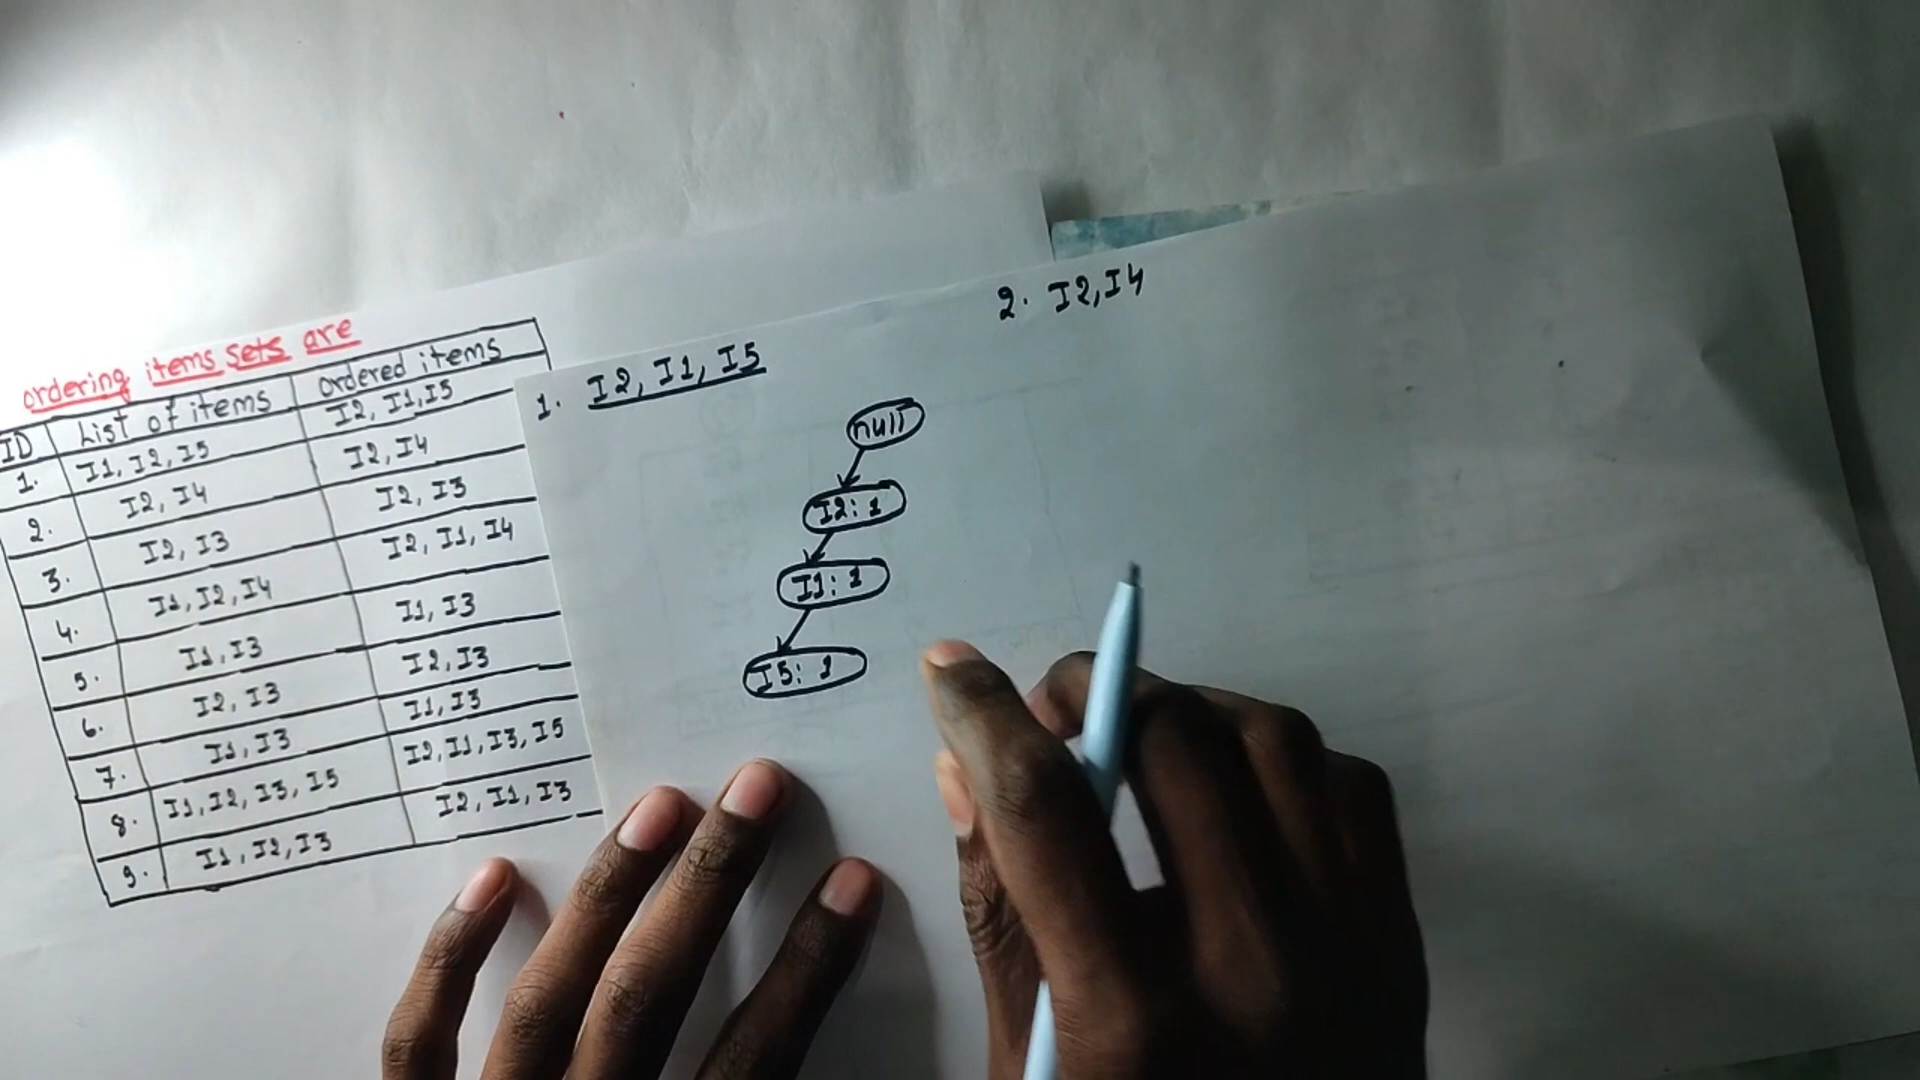 ordering items sets are
ID List of items ordered items
1. I1, I2, I5 I2, I1, I5
2. I2, I4 I2, I4
3. I2, I3 I2, I3
4. I1, I2, I4 I2, I1, I4
5. I1, I3 I1, I3
6. I2, I3 I2, I3
7. I1, I3 I1, I3
8. I1, I2, I3, I5 I2, I1, I3, I5
9. I1, I2, I3 I2, I1, I3
1. I2, I1, I5
null
I2: 1
I1: 1
I5: 1
2. I2, I4